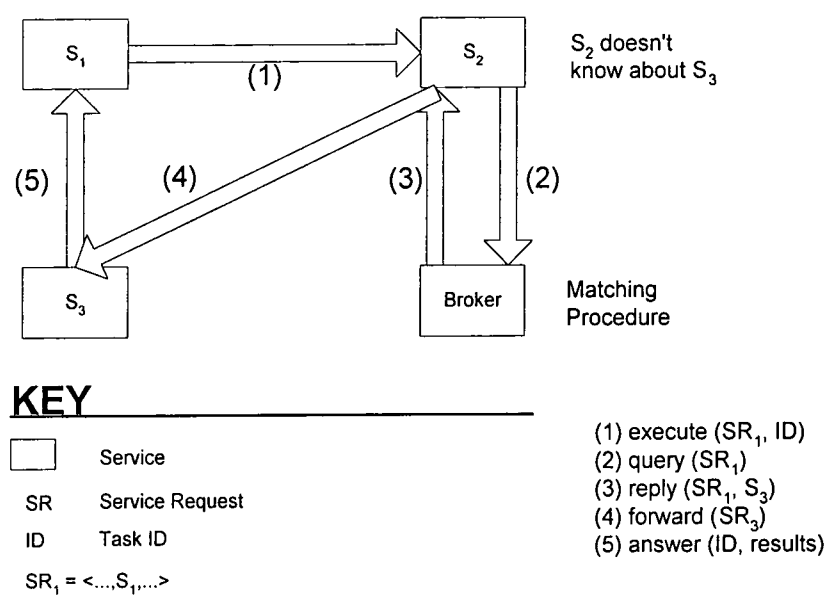 S₁
(1)
S₂
S₂ doesn't
know about S₃
(5)
(4)
(3)
(2)
S₃
Broker
Matching
Procedure
KEY
Service
SR Service Request
ID Task ID
SR₁ = <...,S₁,...>
(1) execute (SR₁, ID)
(2) query (SR₁)
(3) reply (SR₁, S₃)
(4) forward (SR₃)
(5) answer (ID, results)